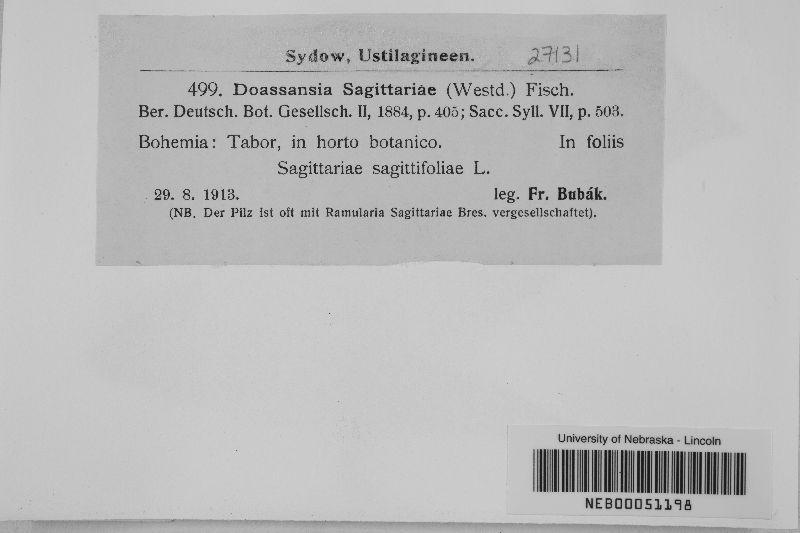 Sydow, Ustilagineen. 27131
499. Doassansia Sagittariae (Westd.) Fisch.
Ber. Deutsch. Bot. Gesellsch. II, 1884, p. 405; Sacc. Syll. VII, p. 503.
Bohemia: Tabor, in horto botanico. In foliis
Sagittariae sagittifoliae L.
29. 8. 1913. leg. Fr. Bubák.
(NB. Der Pilz ist oft mit Ramularia Sagittariae Bres. vergesellschaftet).
University of Nebraska - Lincoln
NEB00051198